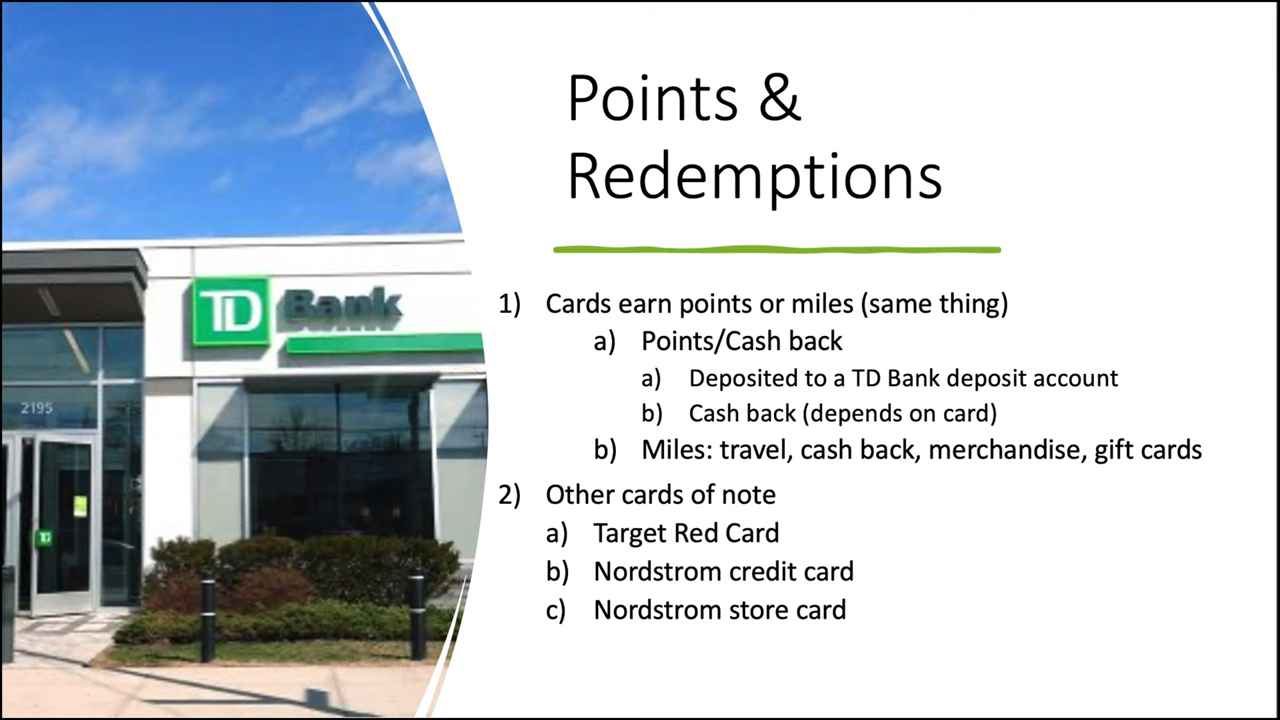 Points &
Redemptions
TD Bank
2195
TD
1) Cards earn points or miles (same thing)
a) Points/Cash back
a) Deposited to a TD Bank deposit account
b) Cash back (depends on card)
b) Miles: travel, cash back, merchandise, gift cards
2) Other cards of note
a) Target Red Card
b) Nordstrom credit card
c) Nordstrom store card